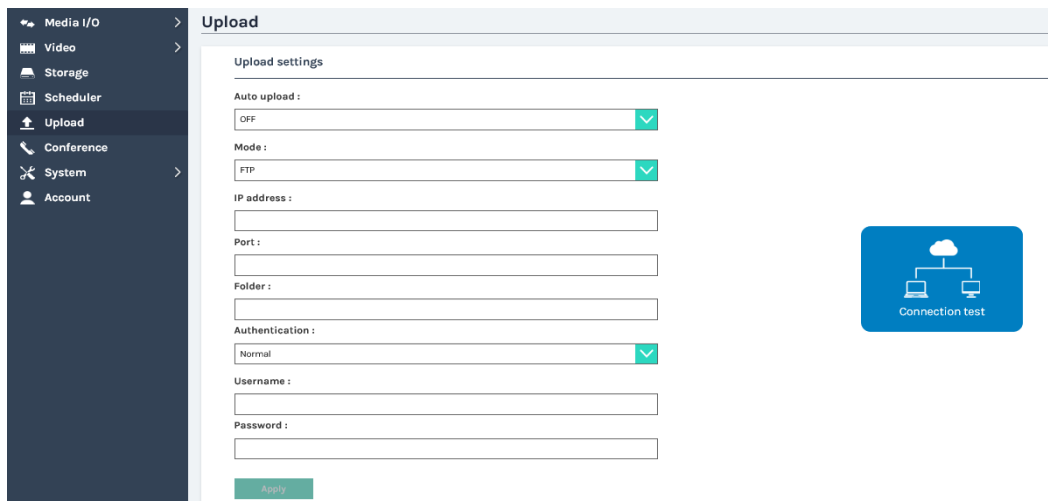 Media I/O
Video
Storage
Scheduler
Upload
Conference
System
Account
Upload
Upload settings
Auto upload :
OFF
Mode :
FTP
IP address :
Port :
Folder :
Authentication :
Normal
Username :
Password :
Apply
Connection test